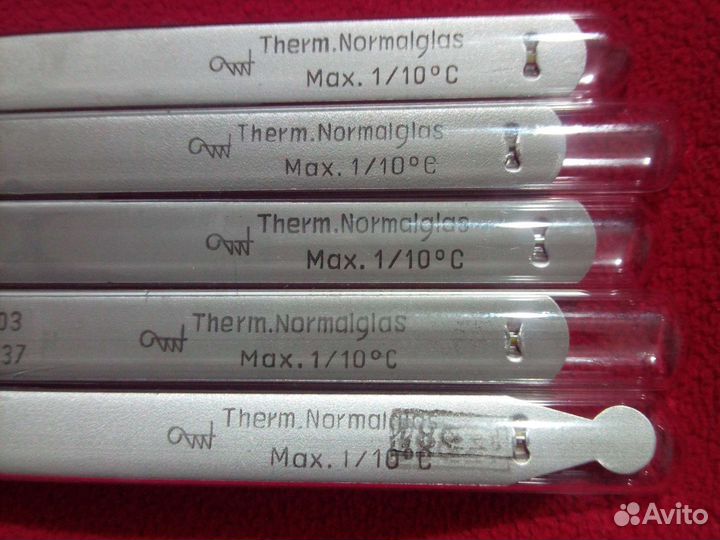 Therm.Normalglas
Max. 1/10°C
Therm.Normalglas
Max. 1/10°C
Therm.Normalglas
Max. 1/10°C
03
37
Therm.Normalglas
Max. 1/10°C
Therm.Normalglas
Max. 1/10°C
Avito